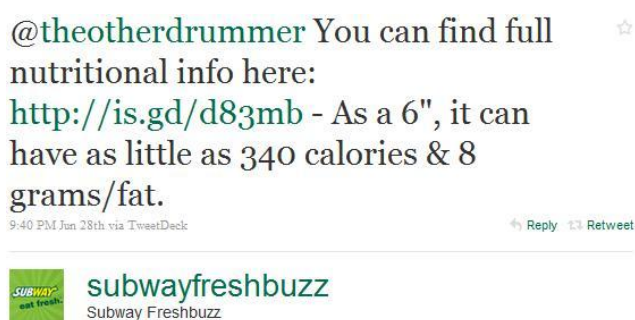 @theotherdrummer You can find full
nutritional info here:
http://is.gd/d83mb - As a 6", it can
have as little as 340 calories & 8
grams/fat.
9:40 PM Jun 28th via TweetDeck Reply Retweet
SUBWAY
eat fresh.
subwayfreshbuzz
Subway Freshbuzz